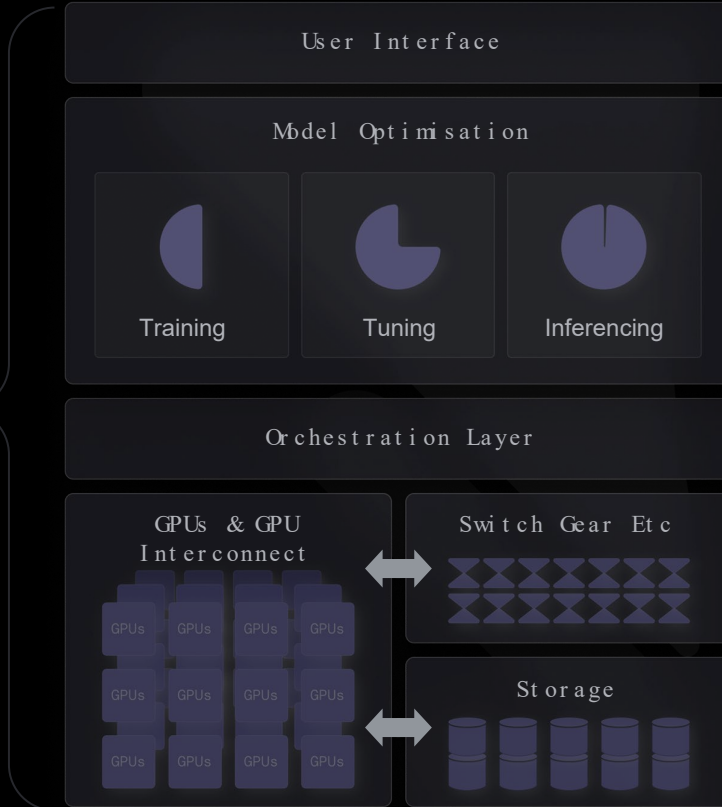 User Interface
Model Optimisation
Training
Tuning
Inferencing
Orchestration Layer
GPUs & GPU
Interconnect
Switch Gear Etc
GPUs GPUs GPUs GPUs
Storage
GPUs GPUs GPUs GPUs
GPUs GPUs GPUs GPUs